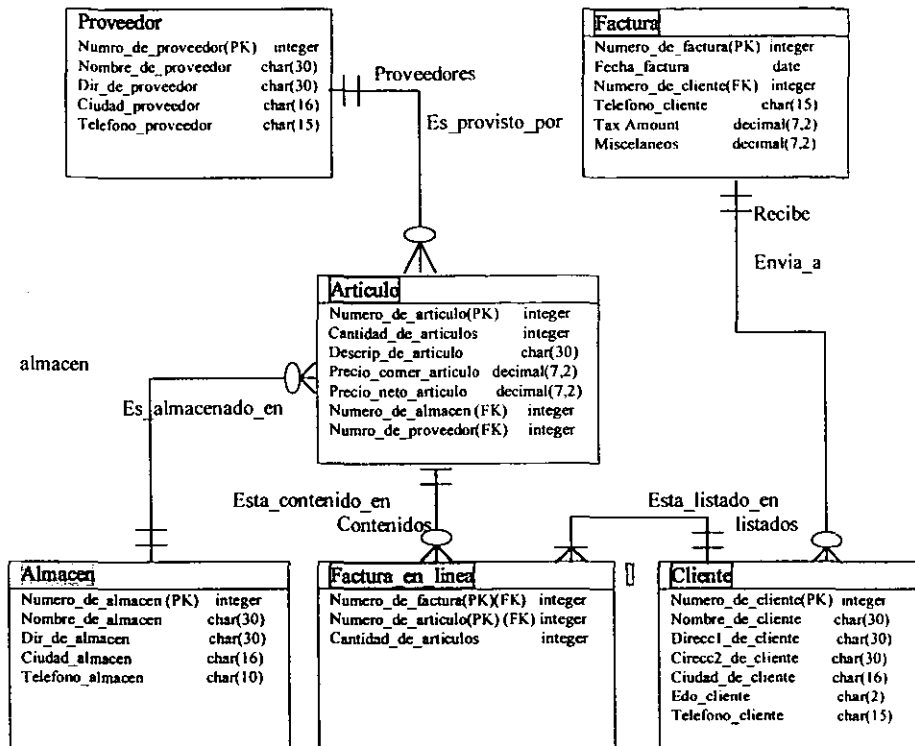 Proveedor
Numro_de_proveedor(PK) integer
Nombre_de_proveedor char(30)
Dir_de_proveedor char(30)
Ciudad_proveedor char(16)
Telefono_proveedor char(15)
Proveedores
Es_provisto_por
Factura
Numero_de_factura(PK) integer
Fecha_factura date
Numero_de_cliente(FK) integer
Telefono_cliente char(15)
Tax Amount decimal(7,2)
Miscelaneos decimal(7,2)
Recibe
Envia_a
Articulo
Numero_de_articulo(PK) integer
Cantidad_de_articulos integer
Descrip_de_articulo char(30)
Precio_comer_articulo decimal(7,2)
Precio_neto_articulo decimal(7,2)
Numero_de_almacen (FK) integer
Numro_de_proveedor(FK) integer
almacen
Es_almacenado_en
Esta_contenido_en
Contenidos
Esta_listado_en
listados
Almacen
Numero_de_almacen (PK) integer
Nombre_de_almacen char(30)
Dir_de_almacen char(30)
Ciudad_almacen char(16)
Telefono_almacen char(10)
Factura_en_linea
Numero_de_factura(PK)(FK) integer
Numero_de_articulo(PK) (FK) integer
Cantidad_de_articulos integer
Cliente
Numero_de_cliente(PK) integer
Nombre_de_cliente char(30)
Direcc1_de_cliente char(30)
Cirecc2_de_cliente char(30)
Ciudad_de_cliente char(16)
Edo_cliente char(2)
Telefono_cliente char(15)